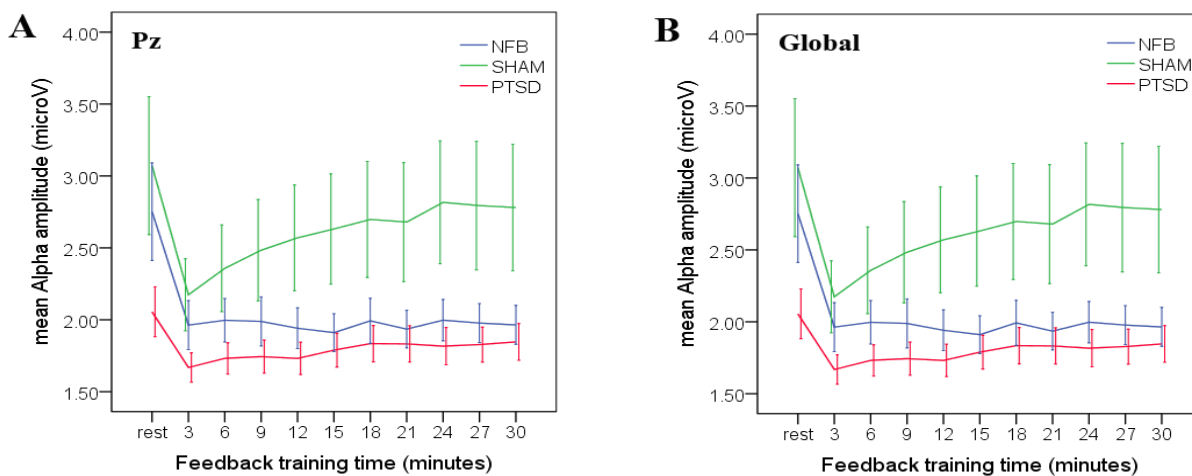 A
Pz
NFB
SHAM
PTSD
mean Alpha amplitude (microV)
4.00
3.50
3.00
2.50
2.00
1.50
rest 3 6 9 12 15 18 21 24 27 30
Feedback training time (minutes)
B
Global
NFB
SHAM
PTSD
mean Alpha amplitude (microV)
4.00
3.50
3.00
2.50
2.00
1.50
rest 3 6 9 12 15 18 21 24 27 30
Feedback training time (minutes)